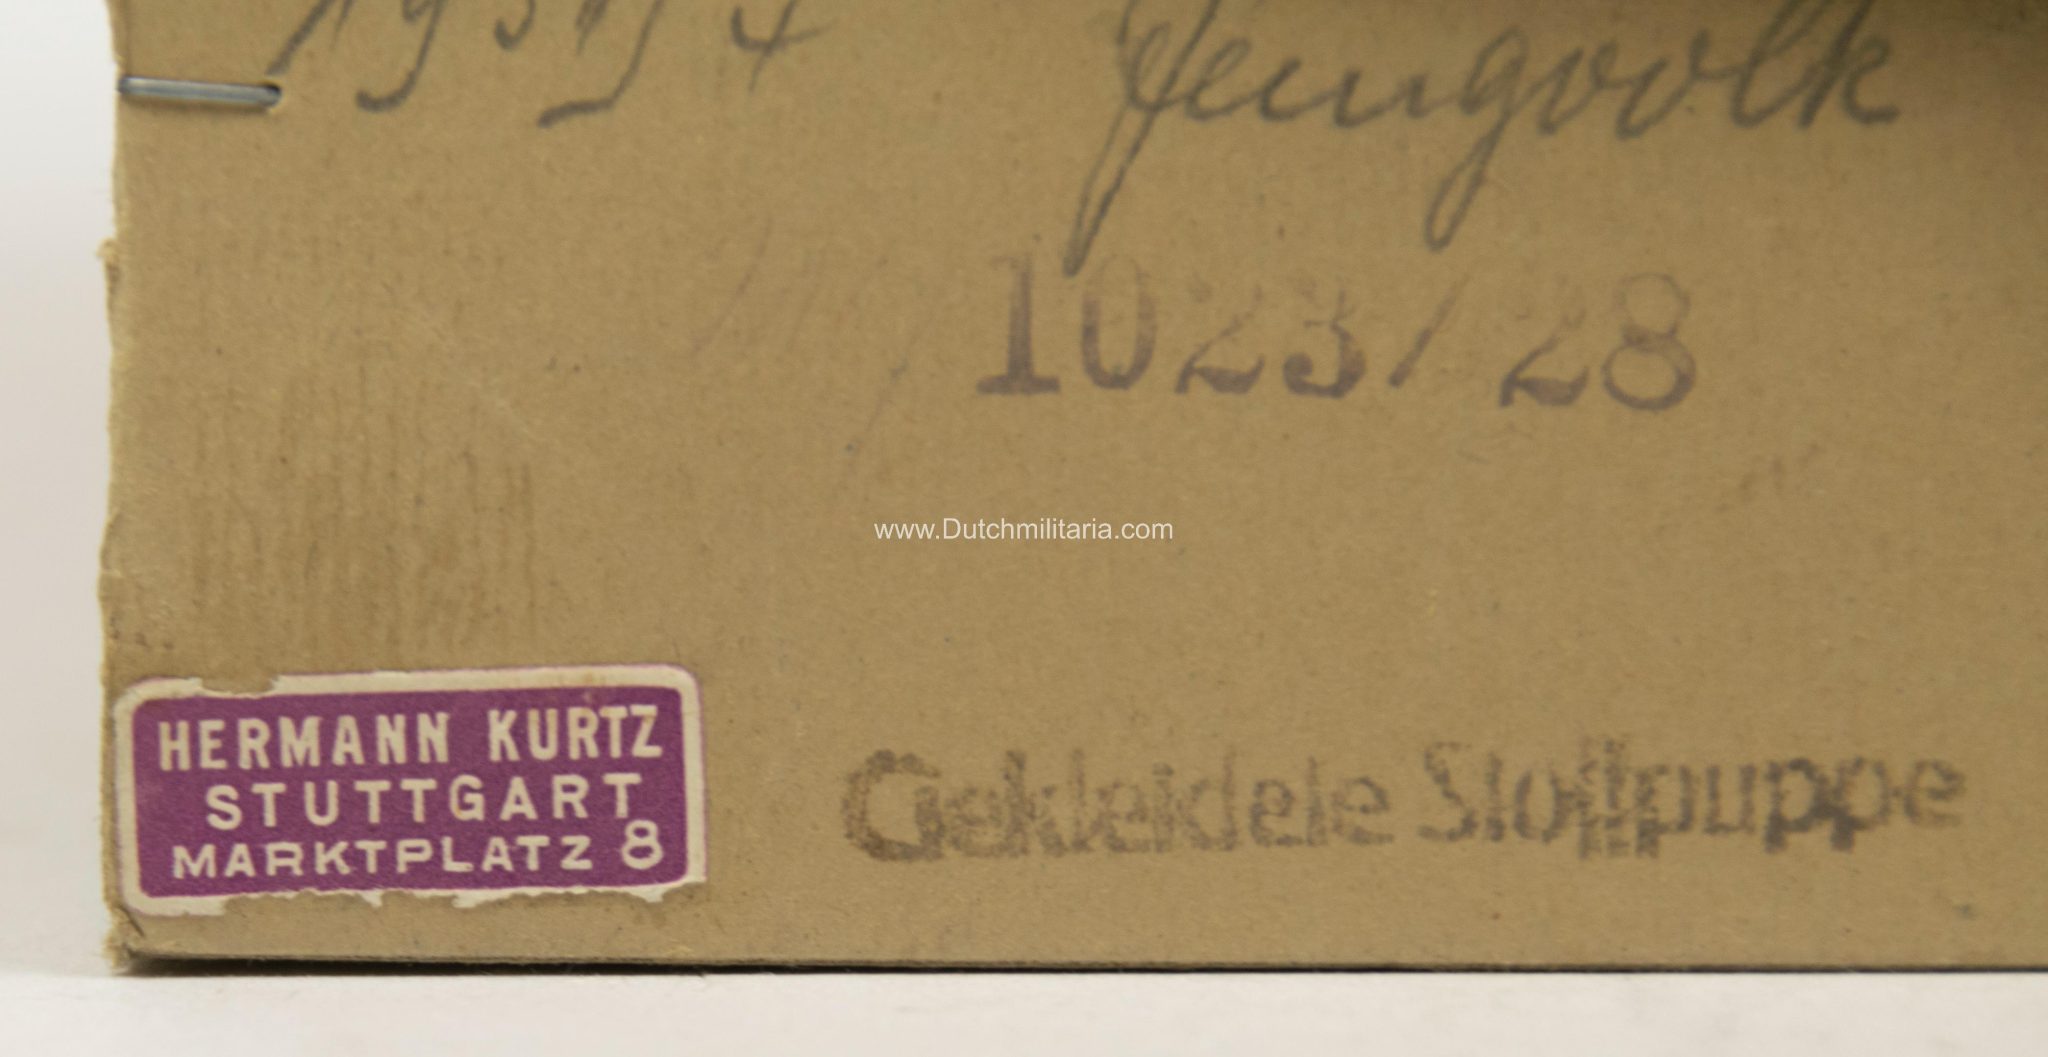 Jungvolk
1023/28
www.Dutchmilitaria.com
HERMANN KURTZ
STUTTGART
MARKTPLATZ 8
Gekleidete Stoffpuppe